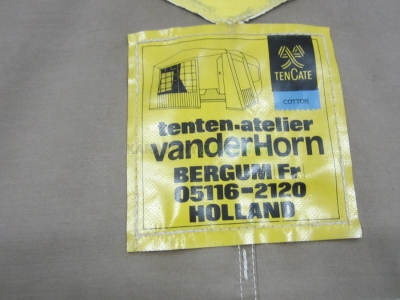 TENCATE
COTTON
tenten-atelier
vanderHorn
BERGUM Fr
05116-2120
HOLLAND